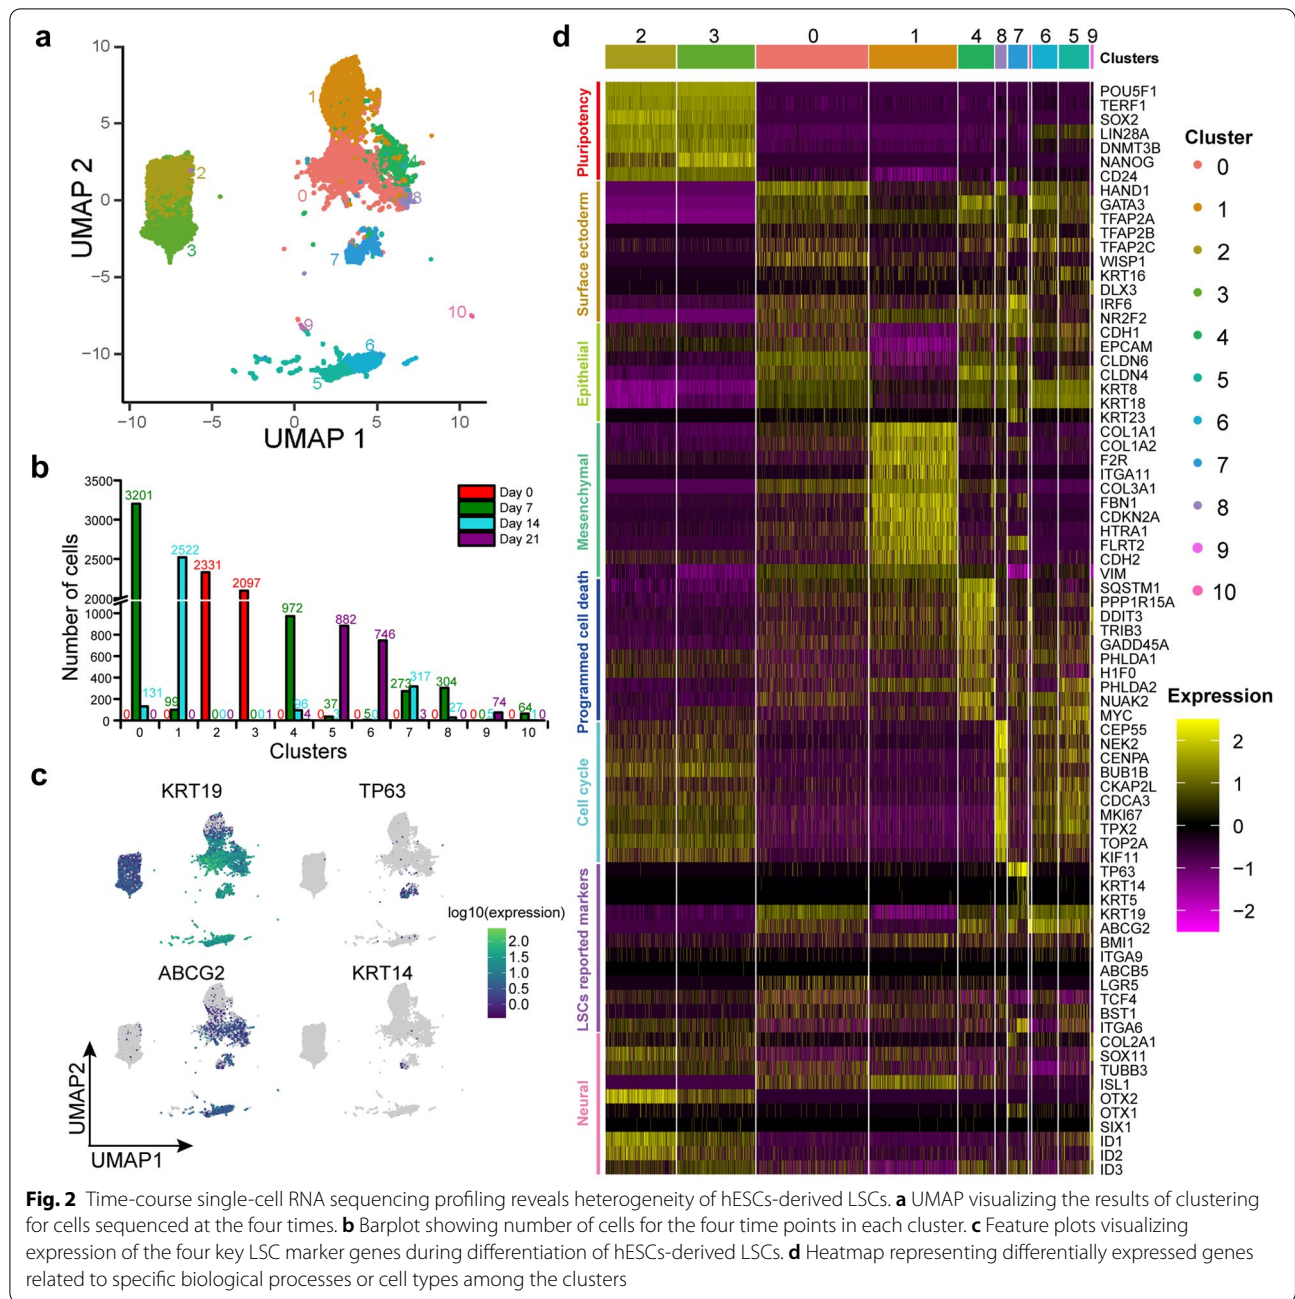 a
10
5
0
−5
−10
UMAP 2
1
2
3
4
0
8
7
9
10
6
5
−10
−5
0
5
10
UMAP 1
b
3500
3000
2500
2000
1000
800
600
400
200
0
Number of cells
3201
2522
2331
2097
972
882
746
131
99
96
37
273
317
304
27
74
64
Day 0
Day 7
Day 14
Day 21
0 1 2 3 4 5 6 7 8 9 10
Clusters
c
KRT19
TP63
ABCG2
KRT14
log10(expression)
2.0
1.5
1.0
0.5
0.0
UMAP2
UMAP1
d
2 3 0 1 4 8 7 6 5 9
Clusters
Pluripotency
POU5F1
TERF1
SOX2
LIN28A
DNMT3B
NANOG
CD24
Surface ectoderm
HAND1
GATA3
TFAP2A
TFAP2B
TFAP2C
WISP1
KRT16
DLX3
IRF6
NR2F2
Epithelial
CDH1
EPCAM
CLDN6
CLDN4
KRT8
KRT18
KRT23
Mesenchymal
COL1A1
COL1A2
F2R
ITGA11
COL3A1
FBN1
CDKN2A
HTRA1
FLRT2
CDH2
VIM
Programmed cell death
SQSTM1
PPP1R15A
DDIT3
TRIB3
GADD45A
PHLDA1
H1F0
PHLDA2
NUAK2
MYC
Cell cycle
CEP55
NEK2
CENPA
BUB1B
CKAP2L
CDCA3
MKI67
TPX2
TOP2A
KIF11
LSCs reported markers
TP63
KRT14
KRT5
KRT19
ABCG2
BMI1
ITGA9
ABCB5
LGR5
TCF4
BST1
ITGA6
Neural
COL2A1
SOX11
TUBB3
ISL1
OTX2
OTX1
SIX1
ID1
ID2
ID3
Cluster
0
1
2
3
4
5
6
7
8
9
10
Expression
2
1
0
−1
−2
Fig. 2 Time-course single-cell RNA sequencing profiling reveals heterogeneity of hESCs-derived LSCs. a UMAP visualizing the results of clustering
for cells sequenced at the four times. b Barplot showing number of cells for the four time points in each cluster. c Feature plots visualizing
expression of the four key LSC marker genes during differentiation of hESCs-derived LSCs. d Heatmap representing differentially expressed genes
related to specific biological processes or cell types among the clusters